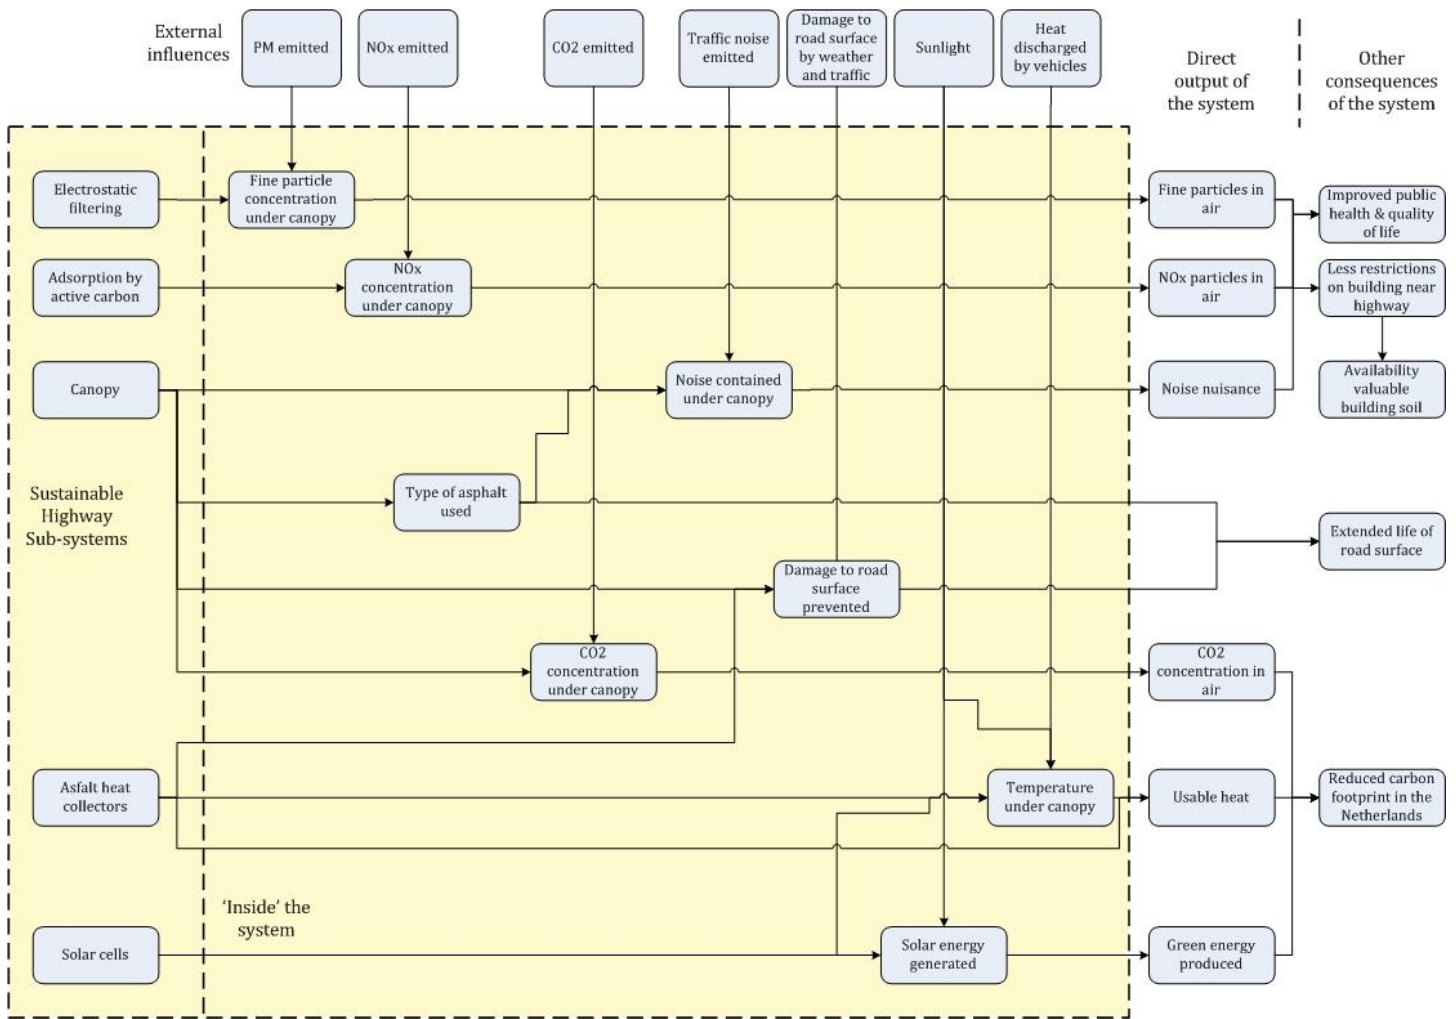 External
influences
PM emitted
NOx emitted
CO2 emitted
Traffic noise
emitted
Damage to
road surface
by weather
and traffic
Sunlight
Heat
discharged
by vehicles
Direct
output of
the system
Other
consequences
of the system
Electrostatic
filtering
Fine particle
concentration
under canopy
Fine particles in
air
Improved public
health & quality
of life
Adsorption by
active carbon
NOx
concentration
under canopy
NOx particles in
air
Less restrictions
on building near
highway
Canopy
Noise contained
under canopy
Noise nuisance
Availability
valuable
building soil
Sustainable
Highway
Sub-systems
Type of asphalt
used
Extended life of
road surface
Damage to road
surface
prevented
CO2
concentration
under canopy
CO2
concentration in
air
Asfalt heat
collectors
Temperature
under canopy
Usable heat
Reduced carbon
footprint in the
Netherlands
‘Inside’ the
system
Solar cells
Solar energy
generated
Green energy
produced